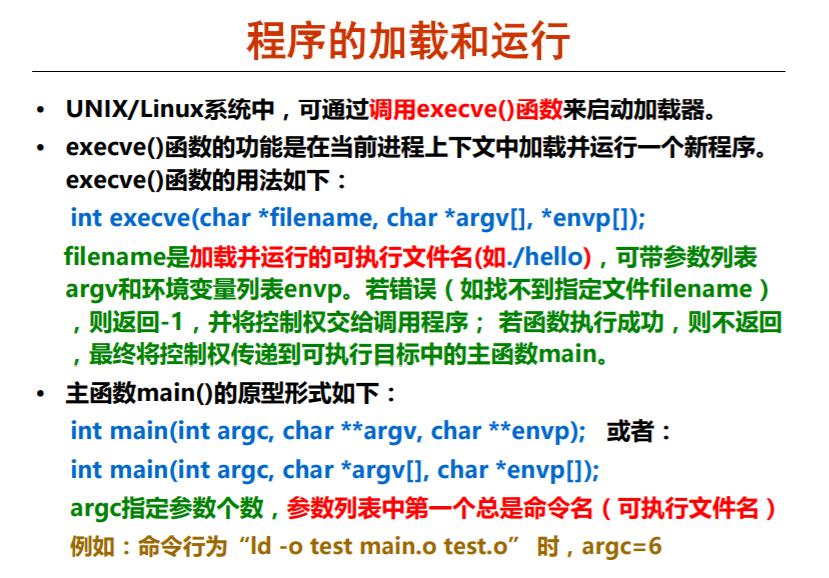 程序的加载和运行
• UNIX/Linux系统中，可通过调用execve()函数来启动加载器。
• execve()函数的功能是在当前进程上下文中加载并运行一个新程序。
execve()函数的用法如下：
int execve(char *filename, char *argv[], *envp[]);
filename是加载并运行的可执行文件名(如./hello)，可带参数列表
argv和环境变量列表envp。若错误（如找不到指定文件filename）
，则返回-1，并将控制权交给调用程序； 若函数执行成功，则不返回
，最终将控制权传递到可执行目标中的主函数main。
• 主函数main()的原型形式如下：
int main(int argc, char **argv, char **envp); 或者：
int main(int argc, char *argv[], char *envp[]);
argc指定参数个数，参数列表中第一个总是命令名（可执行文件名）
例如：命令行为“ld -o test main.o test.o” 时，argc=6